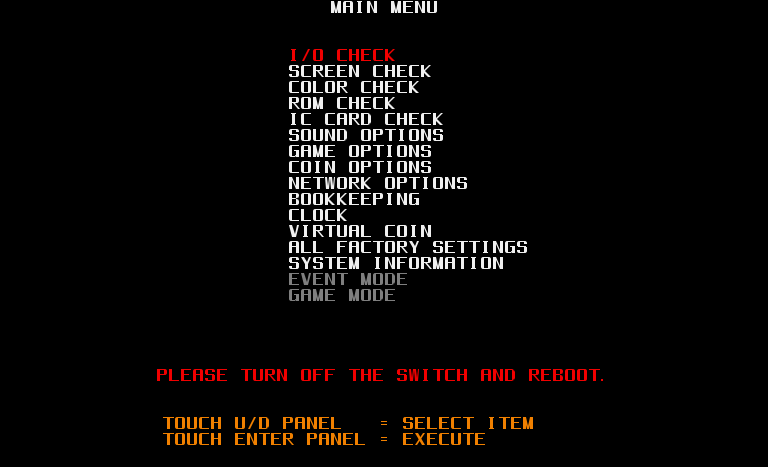 MAIN MENU
I/O CHECK
SCREEN CHECK
COLOR CHECK
ROM CHECK
IC CARD CHECK
SOUND OPTIONS
GAME OPTIONS
COIN OPTIONS
NETWORK OPTIONS
BOOKKEEPING
CLOCK
VIRTUAL COIN
ALL FACTORY SETTINGS
SYSTEM INFORMATION
EVENT MODE
GAME MODE
PLEASE TURN OFF THE SWITCH AND REBOOT.
TOUCH U/D PANEL = SELECT ITEM
TOUCH ENTER PANEL = EXECUTE